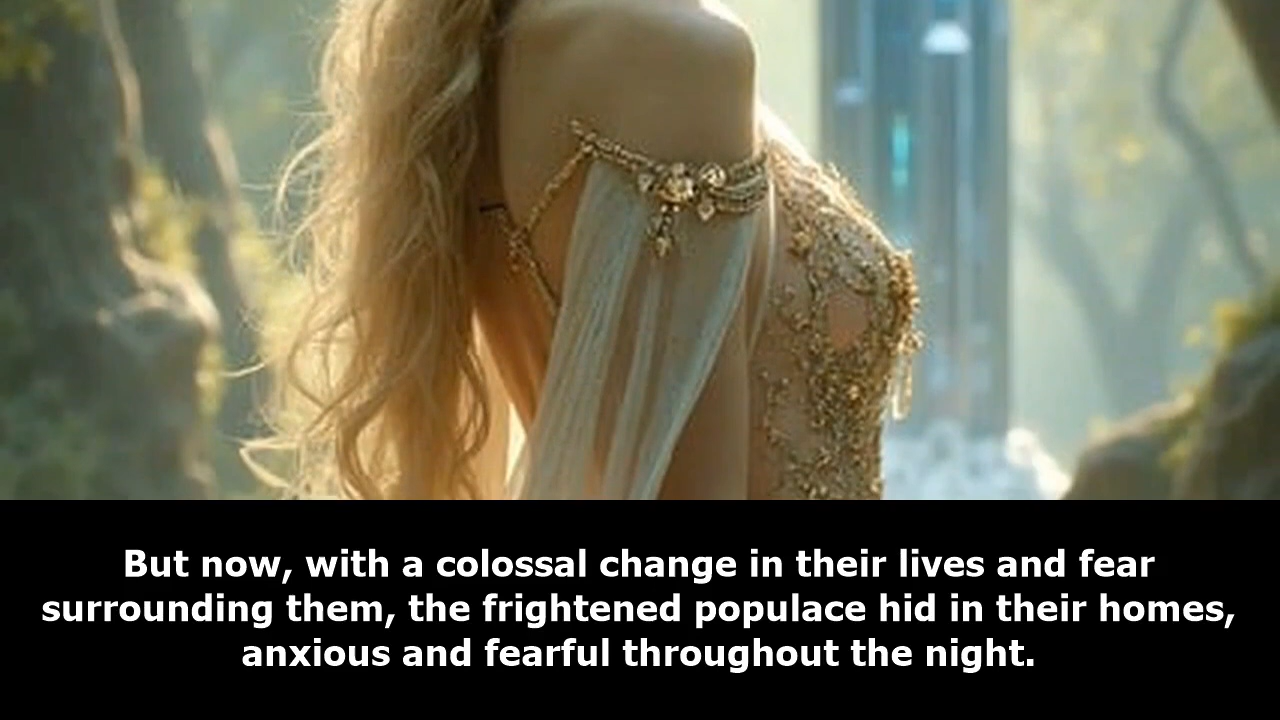 But now, with a colossal change in their lives and fear
surrounding them, the frightened populace hid in their homes,
anxious and fearful throughout the night.